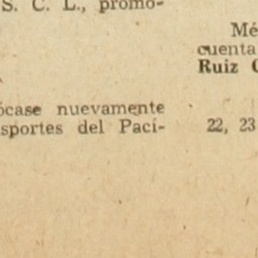 S. C. L., promo-
ócase nuevamente
sportes del Pací-
Mé
cuenta
Ruiz
22, 23